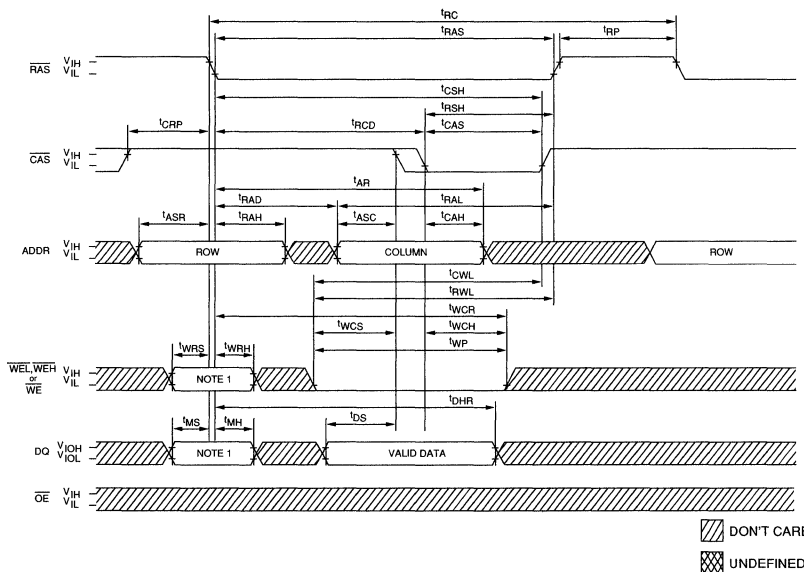 tRC
tRAS
tRP
RAS VIH
VIL
tCSH
tRSH
tCRP
tRCD
tCAS
CAS VIH
VIL
tAR
tRAD
tRAL
tASR
tRAH
tASC
tCAH
ADDR VIH
VIL
ROW
COLUMN
ROW
tCWL
tRWL
tWCR
tWCS
tWCH
tWRS
tWRH
tWP
WEL,WEH
or
WE
VIH
VIL
NOTE 1
tDHR
tDS
tMS
tMH
DQ VIOH
VIOL
NOTE 1
VALID DATA
OE VIH
VIL
DON'T CARE
UNDEFINED